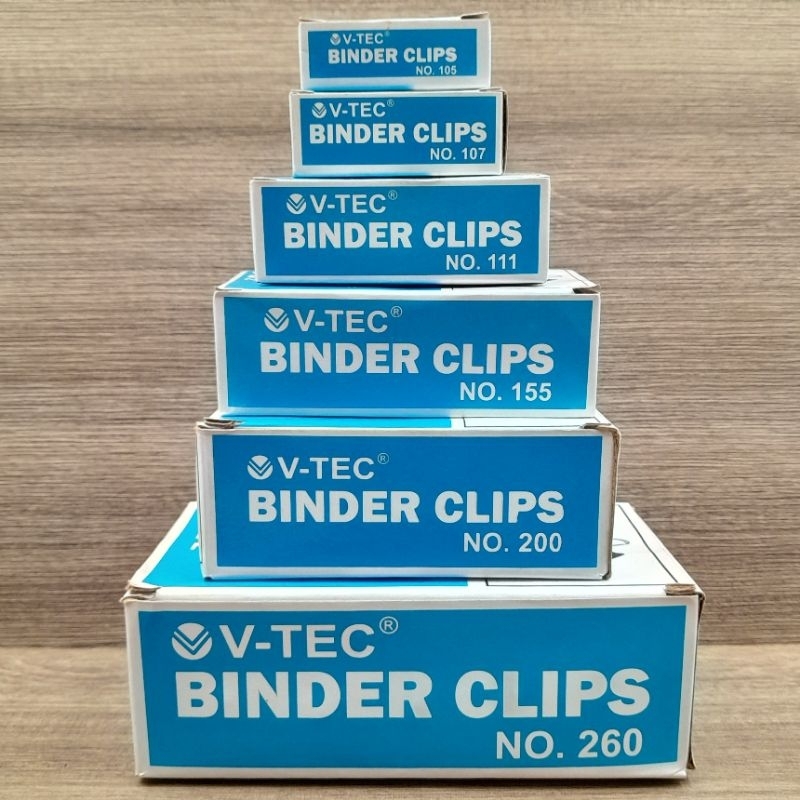 V-TEC®
BINDER CLIPS
NO. 105
V-TEC®
BINDER CLIPS
NO. 107
V-TEC®
BINDER CLIPS
NO. 111
V-TEC®
BINDER CLIPS
NO. 155
V-TEC®
BINDER CLIPS
NO. 200
V-TEC®
BINDER CLIPS
NO. 260